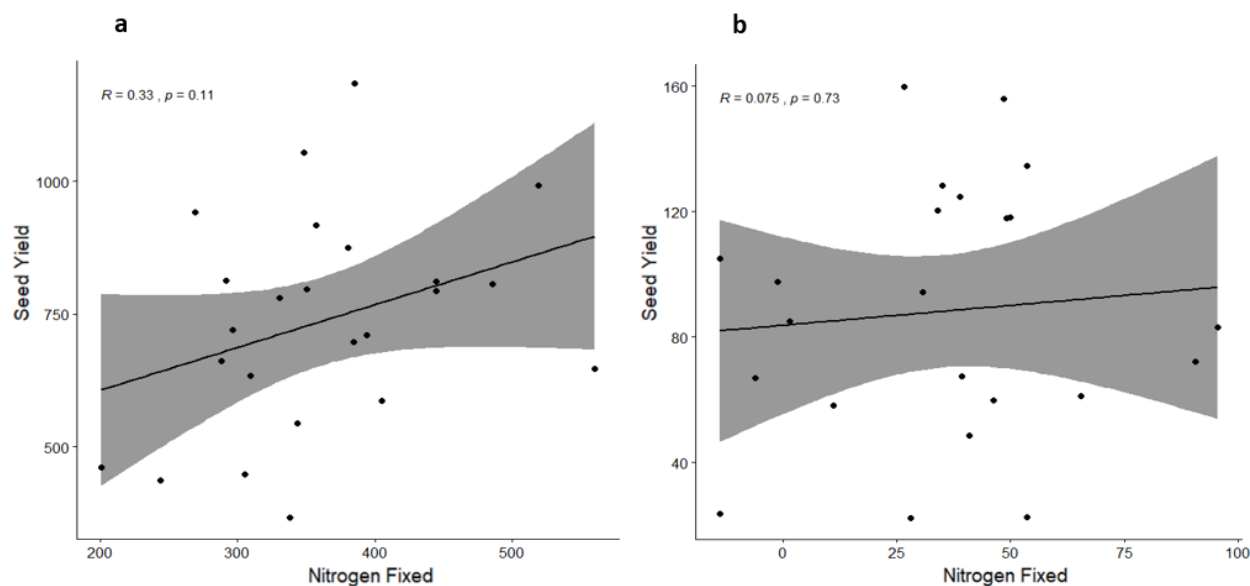 a
R = 0.33 , p = 0.11
Seed Yield
1000
750
500
200 300 400 500
Nitrogen Fixed
b
R = 0.075 , p = 0.73
Seed Yield
160
120
80
40
0 25 50 75 100
Nitrogen Fixed